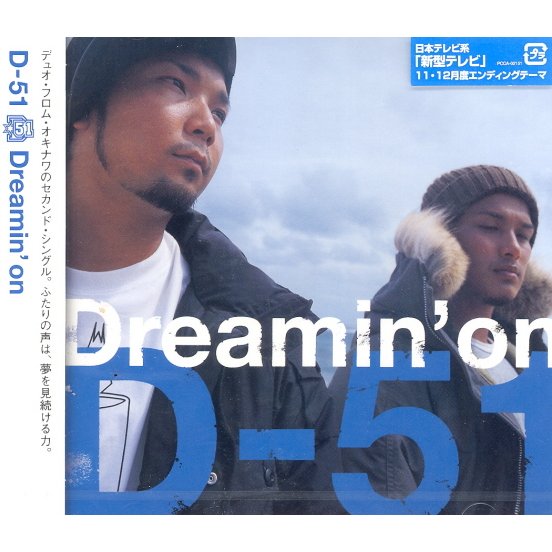 D-51 51 Dreamin' on
デュオ・フロム・オキナワのセカンド・シングル。ふたりの声は、夢を見続ける力。
日本テレビ系
「新型テレビ」
11・12月度エンディングテーマ
プラ
Dreamin' on
D-51